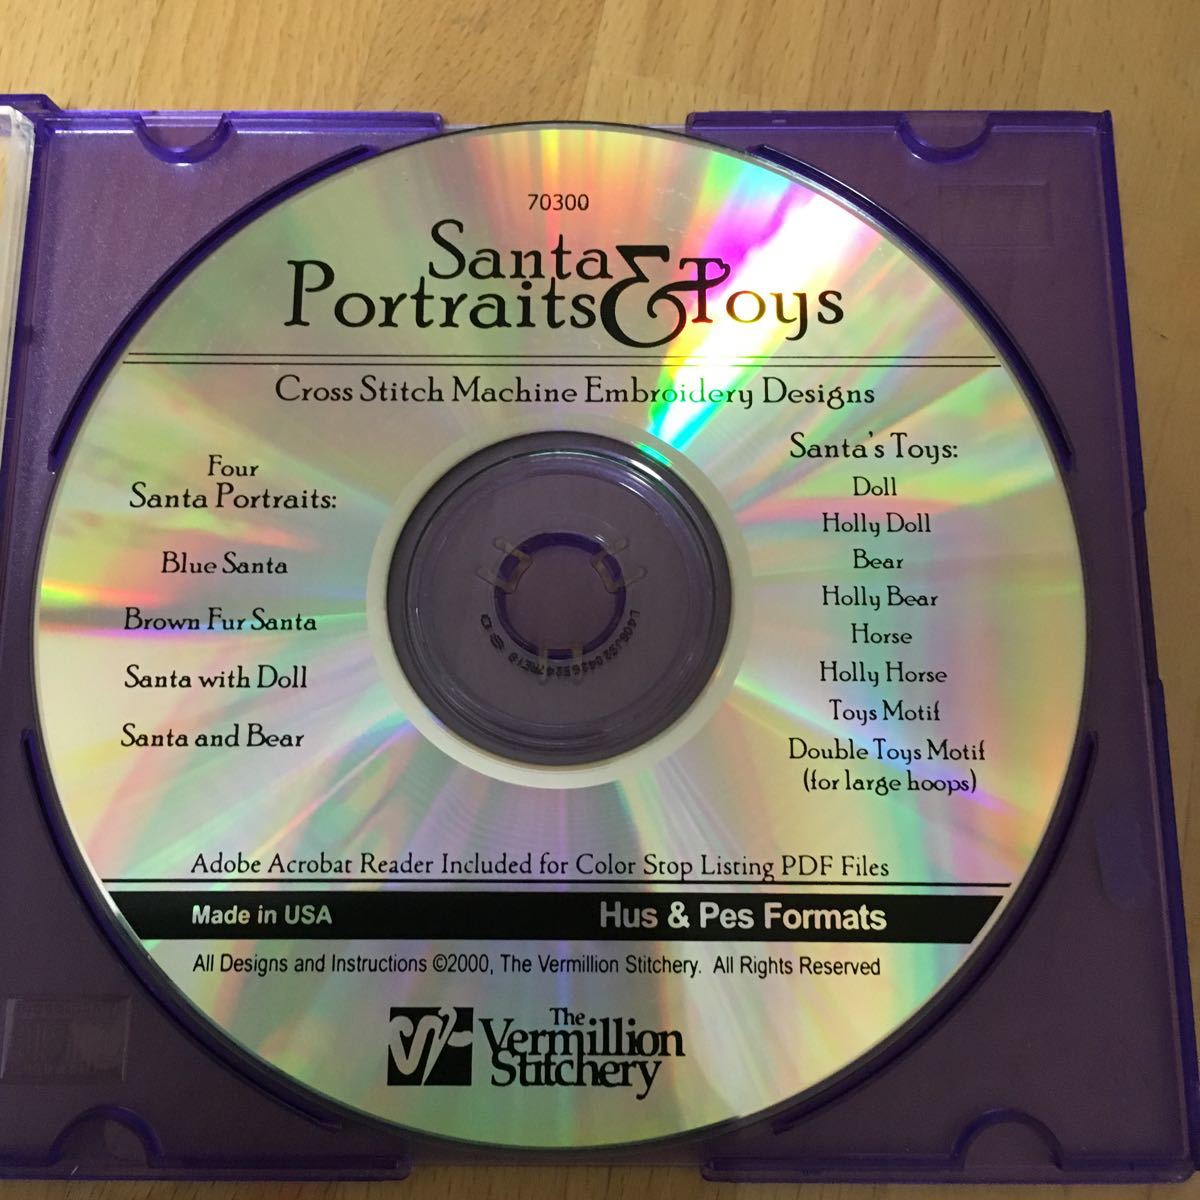 70300
Santa
Portraits & Toys
Cross Stitch Machine Embroidery Designs
Four
Santa Portraits:
Blue Santa
Brown Fur Santa
Santa with Doll
Santa and Bear
Santa's Toys:
Doll
Holly Doll
Bear
Holly Bear
Horse
Holly Horse
Toys Motif
Double Toys Motif
(for large hoops)
Adobe Acrobat Reader Included for Color Stop Listing PDF Files
Made in USA Hus & Pes Formats
All Designs and Instructions ©2000, The Vermillion Stitchery. All Rights Reserved
The
Vermillion
Stitchery